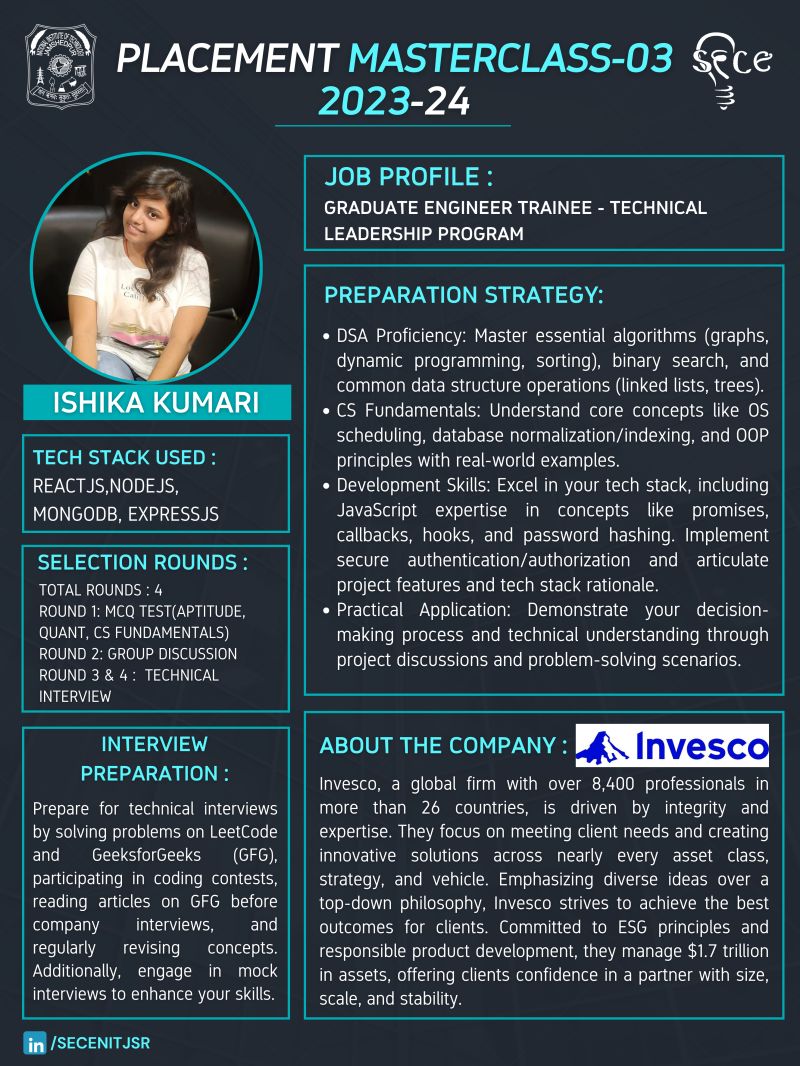 PLACEMENT MASTERCLASS-03
2023-24
sece
NATIONAL INSTITUTE OF TECHNOLOGY
JAMSHEDPUR
ISHIKA KUMARI
TECH STACK USED :
REACTJS,NODEJS,
MONGODB, EXPRESSJS
SELECTION ROUNDS :
TOTAL ROUNDS : 4
ROUND 1: MCQ TEST(APTITUDE,
QUANT, CS FUNDAMENTALS)
ROUND 2: GROUP DISCUSSION
ROUND 3 & 4 : TECHNICAL
INTERVIEW
INTERVIEW
PREPARATION :
Prepare for technical interviews
by solving problems on LeetCode
and GeeksforGeeks (GFG),
participating in coding contests,
reading articles on GFG before
company interviews, and
regularly revising concepts.
Additionally, engage in mock
interviews to enhance your skills.
JOB PROFILE :
GRADUATE ENGINEER TRAINEE - TECHNICAL
LEADERSHIP PROGRAM
PREPARATION STRATEGY:
• DSA Proficiency: Master essential algorithms (graphs,
dynamic programming, sorting), binary search, and
common data structure operations (linked lists, trees).
• CS Fundamentals: Understand core concepts like OS
scheduling, database normalization/indexing, and OOP
principles with real-world examples.
• Development Skills: Excel in your tech stack, including
JavaScript expertise in concepts like promises,
callbacks, hooks, and password hashing. Implement
secure authentication/authorization and articulate
project features and tech stack rationale.
• Practical Application: Demonstrate your decision-
making process and technical understanding through
project discussions and problem-solving scenarios.
ABOUT THE COMPANY :
Invesco
Invesco, a global firm with over 8,400 professionals in
more than 26 countries, is driven by integrity and
expertise. They focus on meeting client needs and creating
innovative solutions across nearly every asset class,
strategy, and vehicle. Emphasizing diverse ideas over a
top-down philosophy, Invesco strives to achieve the best
outcomes for clients. Committed to ESG principles and
responsible product development, they manage $1.7 trillion
in assets, offering clients confidence in a partner with size,
scale, and stability.
in /SECENITJSR